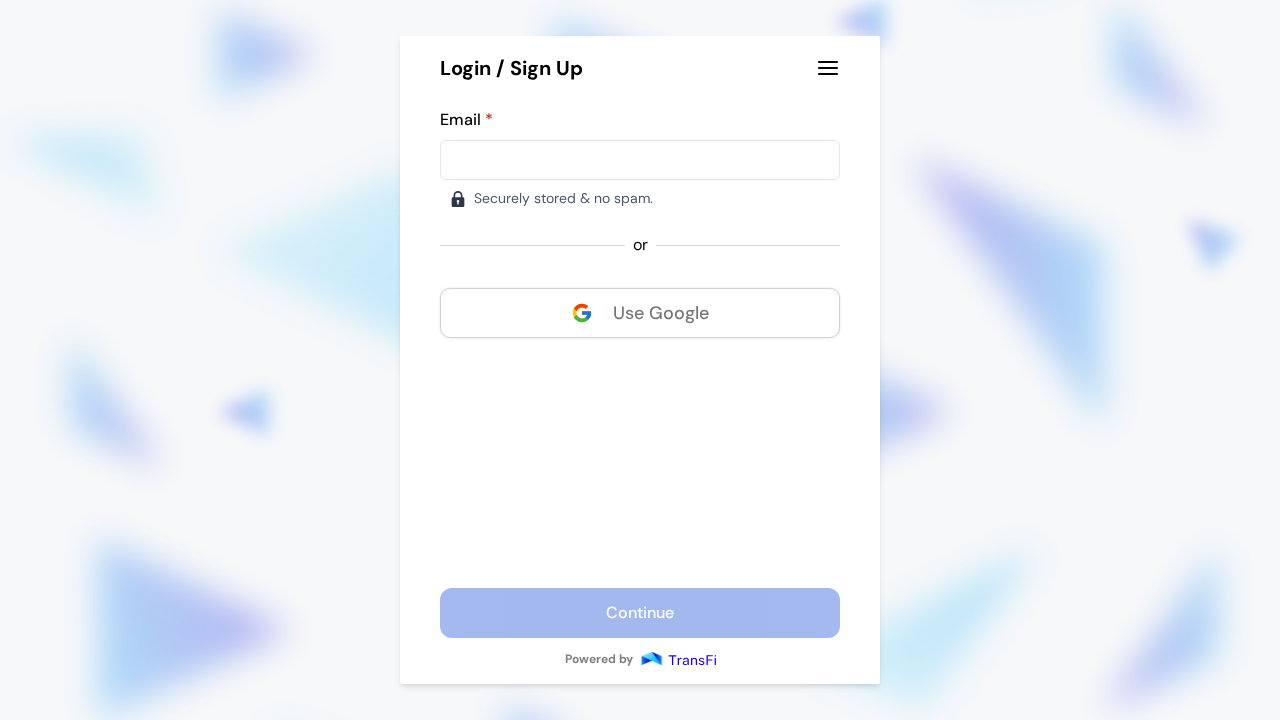 Login / Sign Up
Email *
Securely stored & no spam.
or
Use Google
Continue
Powered by TransFi